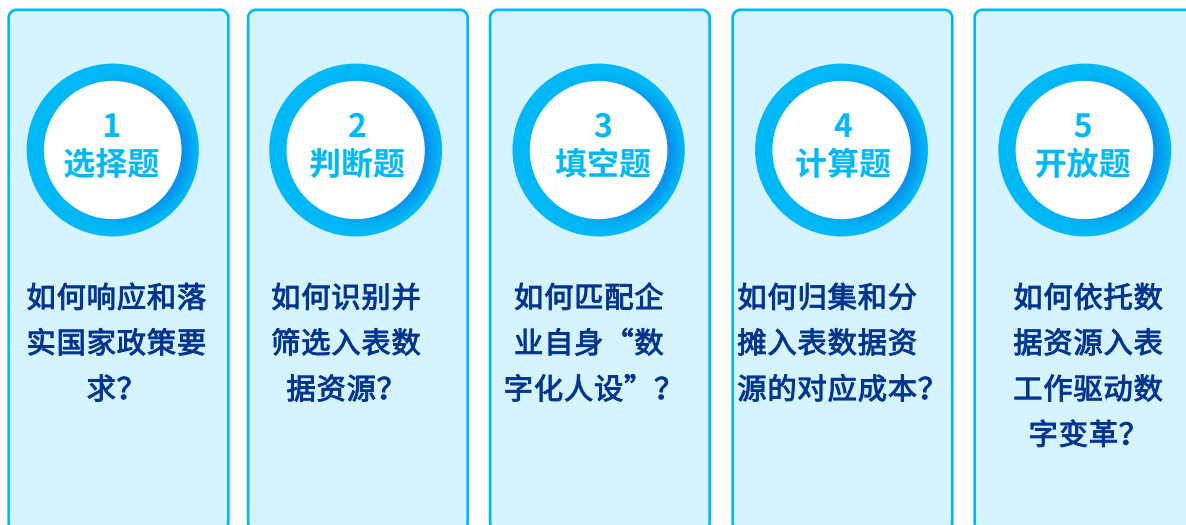 1
选择题
如何响应和落
实国家政策要
求？
2
判断题
如何识别并
筛选入表数
据资源？
3
填空题
如何匹配企
业自身“数
字化人设”？
4
计算题
如何归集和分
摊入表数据资
源的对应成本？
5
开放题
如何依托数
据资源入表
工作驱动数
字变革？